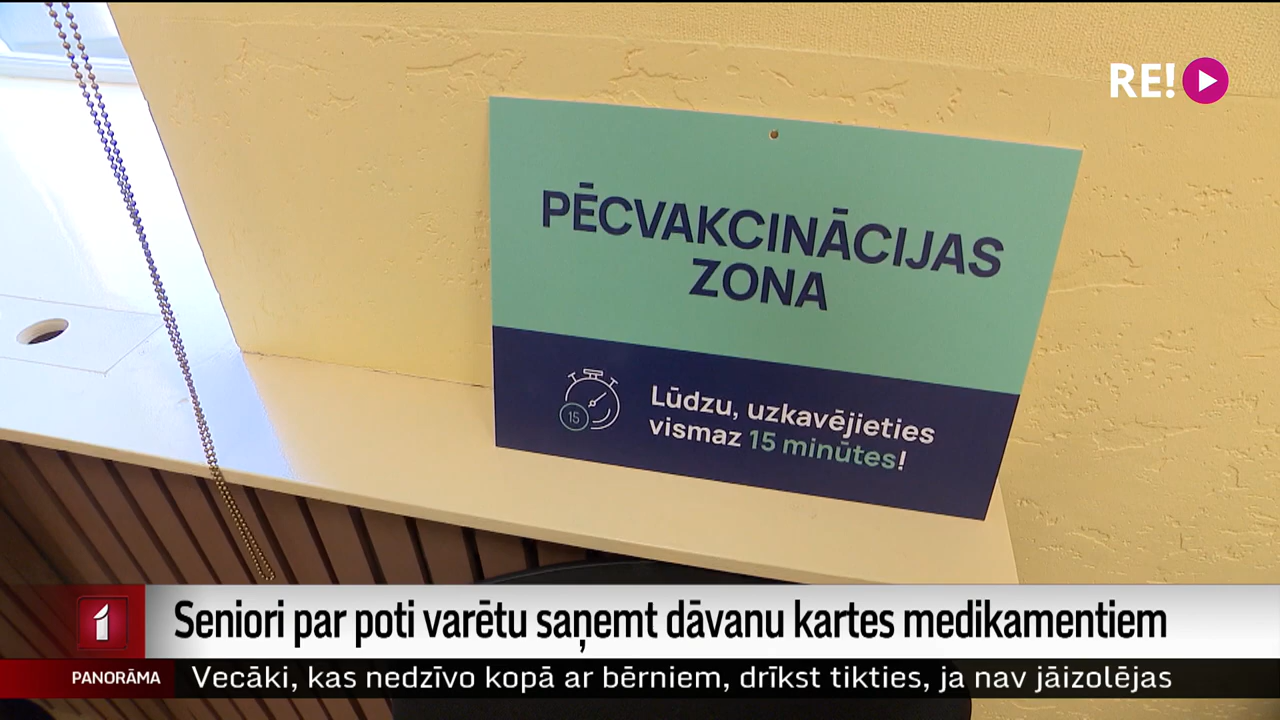 RE!
PĒCVAKCINĀCIJAS
ZONA
15
Lūdzu, uzkavējieties
vismaz 15 minūtes!
1
Seniori par poti varētu saņemt dāvanu kartes medikamentiem
PANORĀMA
Vecāki, kas nedzīvo kopā ar bērniem, drīkst tikties, ja nav jāizolējas